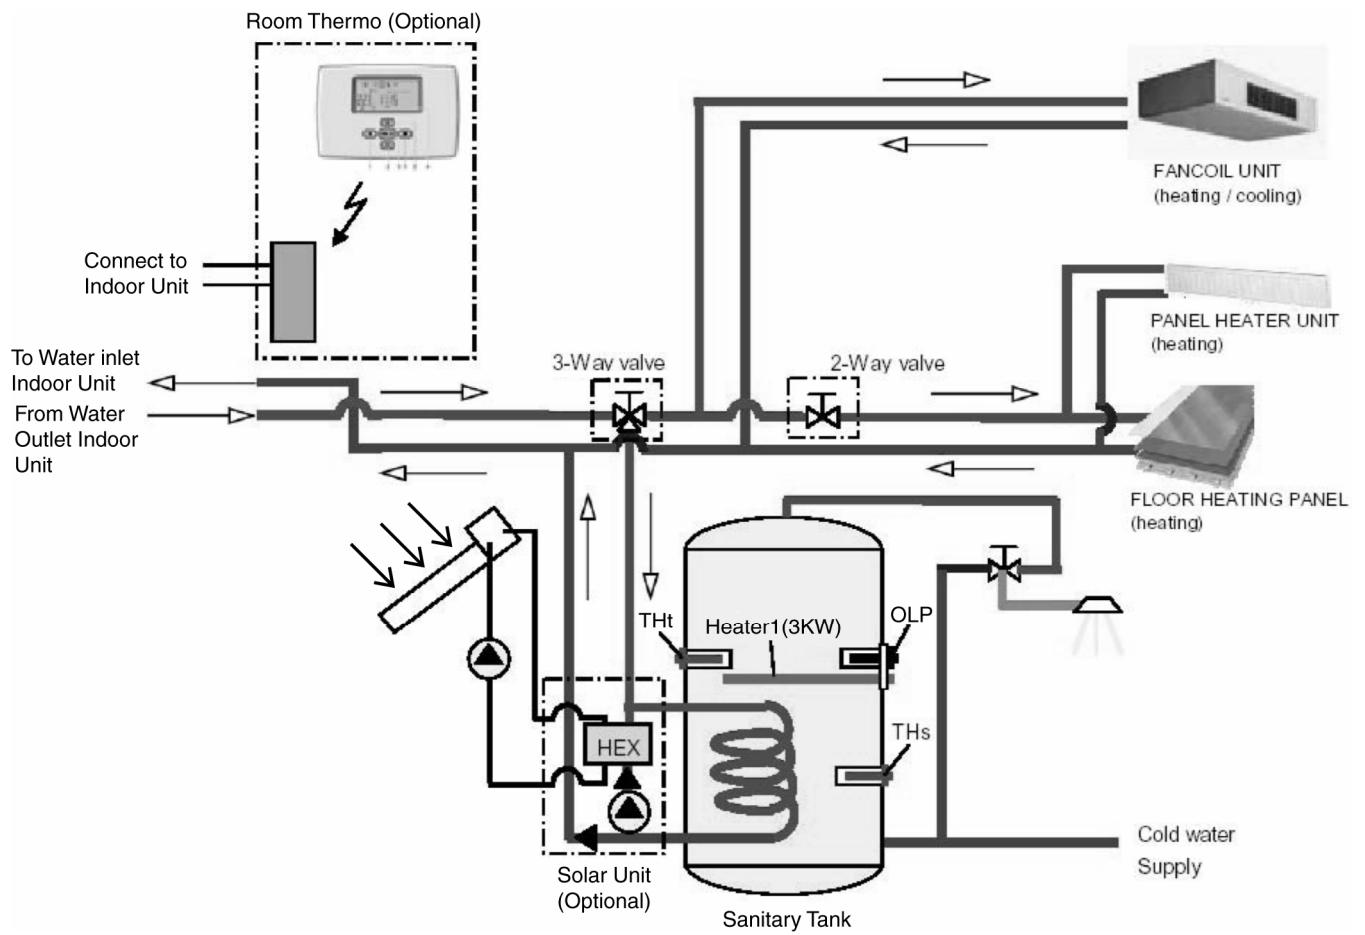 Room Thermo (Optional)
FANCOIL UNIT
(heating / cooling)
Connect to
Indoor Unit
PANEL HEATER UNIT
(heating)
To Water inlet
Indoor Unit
3-Way valve
2-Way valve
From Water
Outlet Indoor
Unit
FLOOR HEATING PANEL
(heating)
THt
Heater1(3KW)
OLP
THs
HEX
Cold water
Supply
Solar Unit
(Optional)
Sanitary Tank